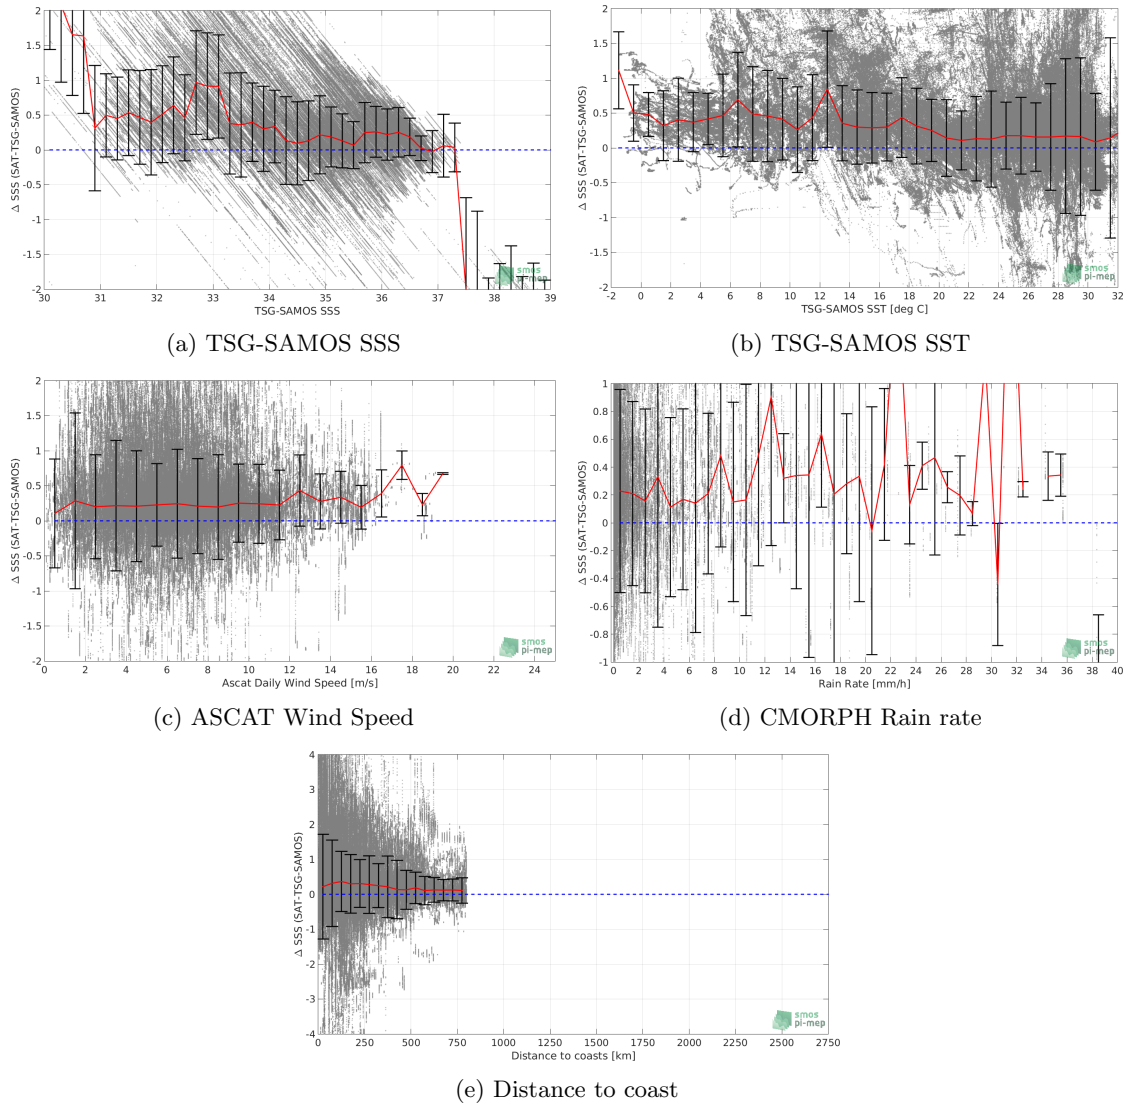 2
1.5
1
0.5
0
-0.5
-1
-1.5
-2
Δ SSS (SAT-TSG-SAMOS)
30 31 32 33 34 35 36 37 38 39
TSG-SAMOS SSS
smos
pi-mep
(a) TSG-SAMOS SSS
2
1.5
1
0.5
0
-0.5
-1
-1.5
-2
Δ SSS (SAT-TSG-SAMOS)
-2 0 2 4 6 8 10 12 14 16 18 20 22 24 26 28 30 32
TSG-SAMOS SST [deg C]
smos
pi-mep
(b) TSG-SAMOS SST
2
1.5
1
0.5
0
-0.5
-1
-1.5
-2
Δ SSS (SAT-TSG-SAMOS)
0 2 4 6 8 10 12 14 16 18 20 22 24
Ascat Daily Wind Speed [m/s]
smos
pi-mep
(c) ASCAT Wind Speed
1
0.8
0.6
0.4
0.2
0
-0.2
-0.4
-0.6
-0.8
-1
Δ SSS (SAT-TSG-SAMOS)
0 2 4 6 8 10 12 14 16 18 20 22 24 26 28 30 32 34 36 38 40
Rain Rate [mm/h]
smos
pi-mep
(d) CMORPH Rain rate
4
3
2
1
0
-1
-2
-3
-4
Δ SSS (SAT-TSG-SAMOS)
0 250 500 750 1000 1250 1500 1750 2000 2250 2500 2750
Distance to coasts [km]
smos
pi-mep
(e) Distance to coast